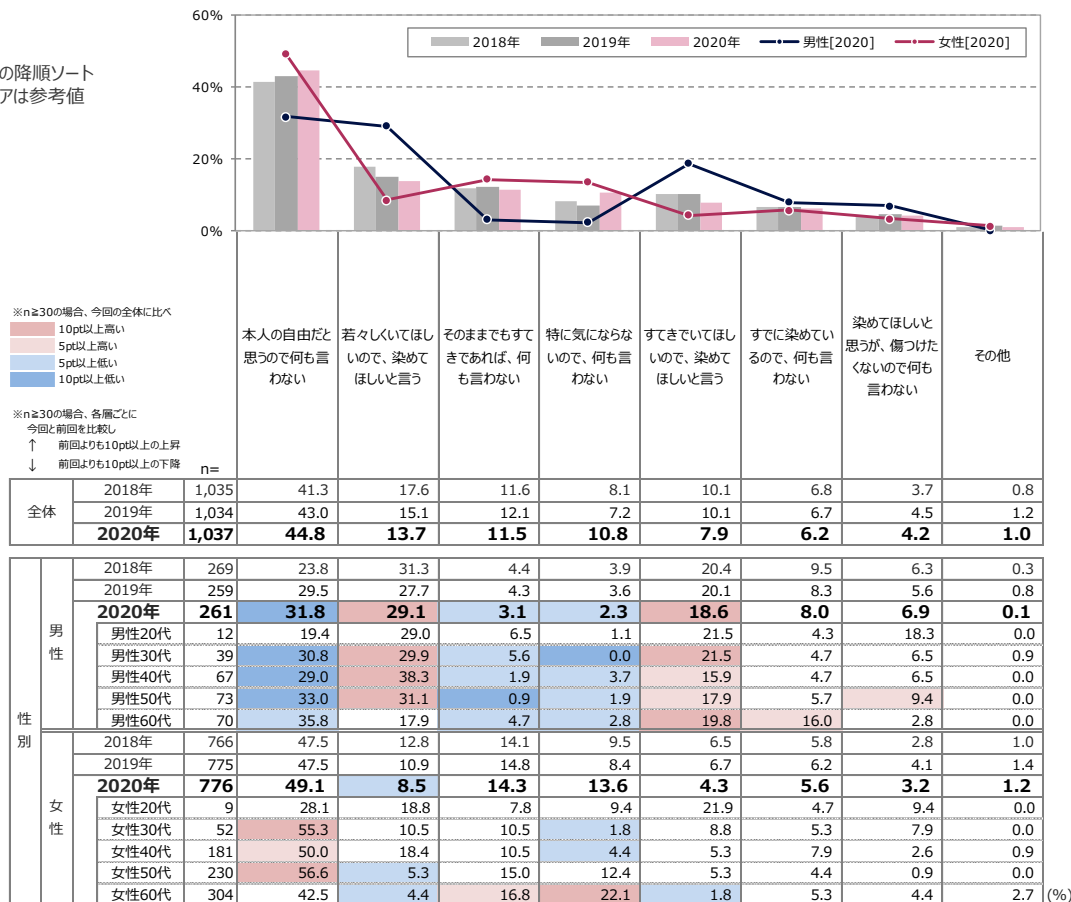 60%
40%
20%
0%
2018年 2019年 2020年 男性[2020] 女性[2020]
の降順ソート
アは参考値
※n≧30の場合、今回の全体に比べ
10pt以上高い
5pt以上高い
5pt以上低い
10pt以上低い
※n≧30の場合、各層ごとに
今回と前回を比較し
↑ 前回よりも10pt以上の上昇
↓ 前回よりも10pt以上の下降
n=
本人の自由だと
思うので何も言
わない
若々しくいてほし
いので、染めて
ほしいと言う
そのままでもすて
きであれば、何
も言わない
特に気にならな
いので、何も言
わない
すてきでいてほし
いので、染めて
ほしいと言う
すでに染めてい
るので、何も言
わない
染めてほしいと
思うが、傷つけた
くないので何も
言わない
その他
全体
2018年 1,035 41.3 17.6 11.6 8.1 10.1 6.8 3.7 0.8
2019年 1,034 43.0 15.1 12.1 7.2 10.1 6.7 4.5 1.2
2020年 1,037 44.8 13.7 11.5 10.8 7.9 6.2 4.2 1.0
性別
男性
2018年 269 23.8 31.3 4.4 3.9 20.4 9.5 6.3 0.3
2019年 259 29.5 27.7 4.3 3.6 20.1 8.3 5.6 0.8
2020年 261 31.8 29.1 3.1 2.3 18.6 8.0 6.9 0.1
男性20代 12 19.4 29.0 6.5 1.1 21.5 4.3 18.3 0.0
男性30代 39 30.8 29.9 5.6 0.0 21.5 4.7 6.5 0.9
男性40代 67 29.0 38.3 1.9 3.7 15.9 4.7 6.5 0.0
男性50代 73 33.0 31.1 0.9 1.9 17.9 5.7 9.4 0.0
男性60代 70 35.8 17.9 4.7 2.8 19.8 16.0 2.8 0.0
女性
2018年 766 47.5 12.8 14.1 9.5 6.5 5.8 2.8 1.0
2019年 775 47.5 10.9 14.8 8.4 6.7 6.2 4.1 1.4
2020年 776 49.1 8.5 14.3 13.6 4.3 5.6 3.2 1.2
女性20代 9 28.1 18.8 7.8 9.4 21.9 4.7 9.4 0.0
女性30代 52 55.3 10.5 10.5 1.8 8.8 5.3 7.9 0.0
女性40代 181 50.0 18.4 10.5 4.4 5.3 7.9 2.6 0.9
女性50代 230 56.6 5.3 15.0 12.4 5.3 4.4 0.9 0.0
女性60代 304 42.5 4.4 16.8 22.1 1.8 5.3 4.4 2.7 (%)